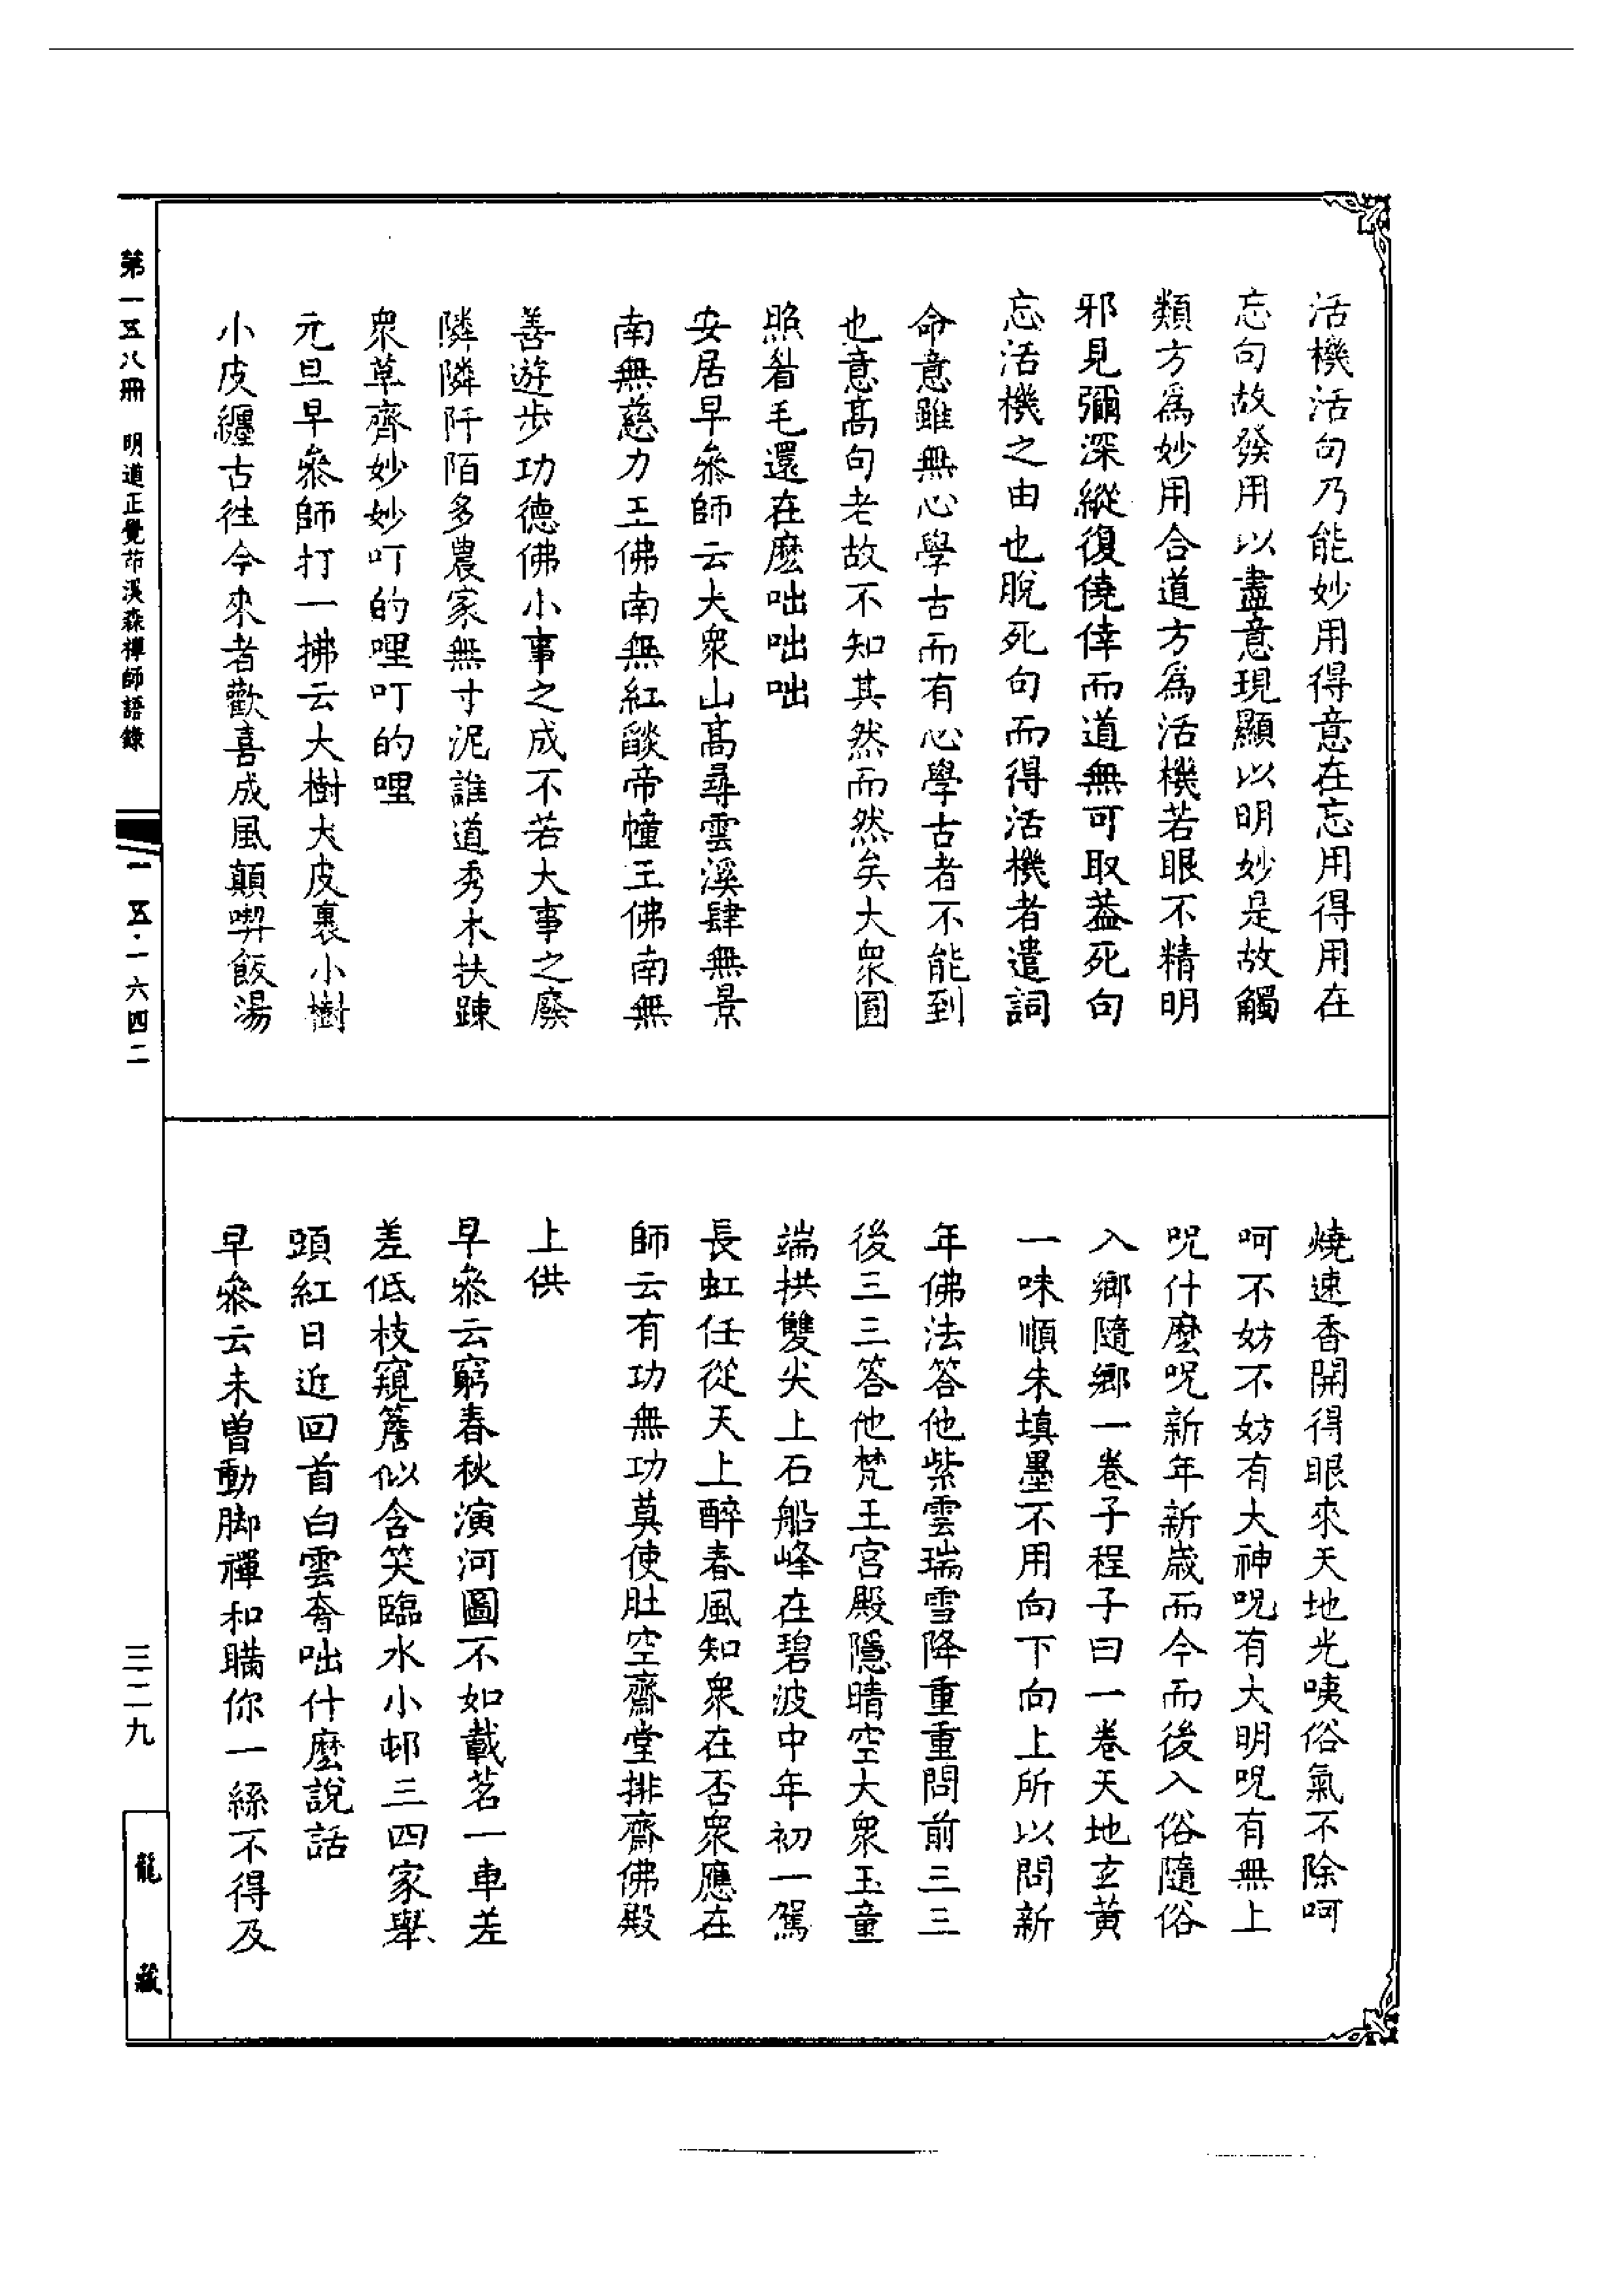 活機活句乃能妙用得意在忘用得用在
忘句故發用以盡意現顯以明妙是故觸
類方爲妙用合道方爲活機若眼不精明
邪見彌深縱復僥倖而道無可取葢死句
忘活機之由也脫死句而得活機者遣詞
命意雖無心學古而有心學古者不能到
也意髙句老故不知其然而然矣大衆圓
照眉毛還在麽咄咄咄
安居早叅師云大衆山髙尋雲溪肆無景
南無慈力王佛南無紅燄帝幢王佛南無
善遊步功德佛小事之成不若大事之廢
隣隣阡陌多農家無寸泥誰道秀木扶踈
衆草齊妙妙叮的哩叮的哩
元旦早叅師打一拂云大樹大皮裏小樹
小皮纏古徃今來者歡喜成風顛喫飯湯
燒速香開得眼來天地光咦俗氣不除呵
呵不妨不妨有大神咒有大明咒有無上
咒什麽咒新年新歲而今而後入俗隨俗
入鄉隨鄉一卷子程子曰一卷天地玄黃
一味順朱填墨不用向下向上所以問新
年佛法答他紫雲瑞雪降重重問前三三
後三三答他梵王宮殿隱晴空大衆玉童
端拱雙尖上石船峰在碧波中年初一駕
長虹任從天上醉春風知衆在否衆應在
師云有功無功莫使肚空齋堂排齋佛殿
上供
早叅云窮春秋演河圖不如載茗一車差
差低枝窺簷似含笑臨水小邨三四家舉
頭紅日近回首白雲奢咄什麽說話
早叅云未曾動脚禪和瞞你一絲不得及
第一五八冊 明道正覺茚溪森禪師語錄
一五·一六四二
三二九
龍藏